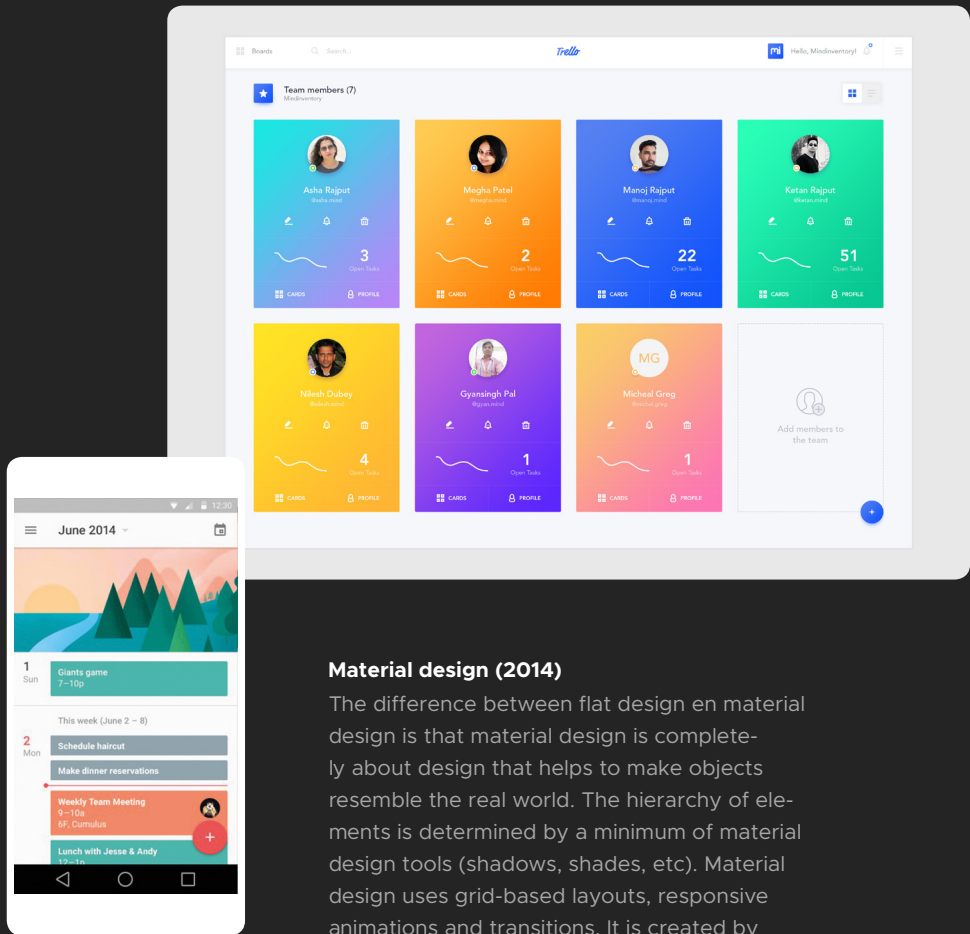 Boards
Search...
Trello
mi
Hello, Mindinventory!
Team members (7)
Mindinventory
Asha Rajput
@asha.mind
3
Open Tasks
CARDS
PROFILE
Megha Patel
@megha.mind
2
Open Tasks
CARDS
PROFILE
Manoj Rajput
@manoj.mind
22
Open Tasks
CARDS
PROFILE
Ketan Rajput
@ketan.mind
51
Open Tasks
CARDS
PROFILE
Nilesh Dubey
4
Open Tasks
CARDS
PROFILE
Gyansingh Pal
@gyan.mind
1
Open Tasks
CARDS
PROFILE
MG
Micheal Greg
@micheal.greg
1
Open Tasks
CARDS
PROFILE
Add members to
the team
12:30
June 2014
1
Sun
Giants game
7–10p
This week (June 2 – 8)
2
Mon
Schedule haircut
Make dinner reservations
Weekly Team Meeting
9–10a
6F, Cumulus
Lunch with Jesse & Andy
12–1p
Material design (2014)
The difference between flat design en material
design is that material design is complete-
ly about design that helps to make objects
resemble the real world. The hierarchy of ele-
ments is determined by a minimum of material
design tools (shadows, shades, etc). Material
design uses grid-based layouts, responsive
animations and transitions. It is created by